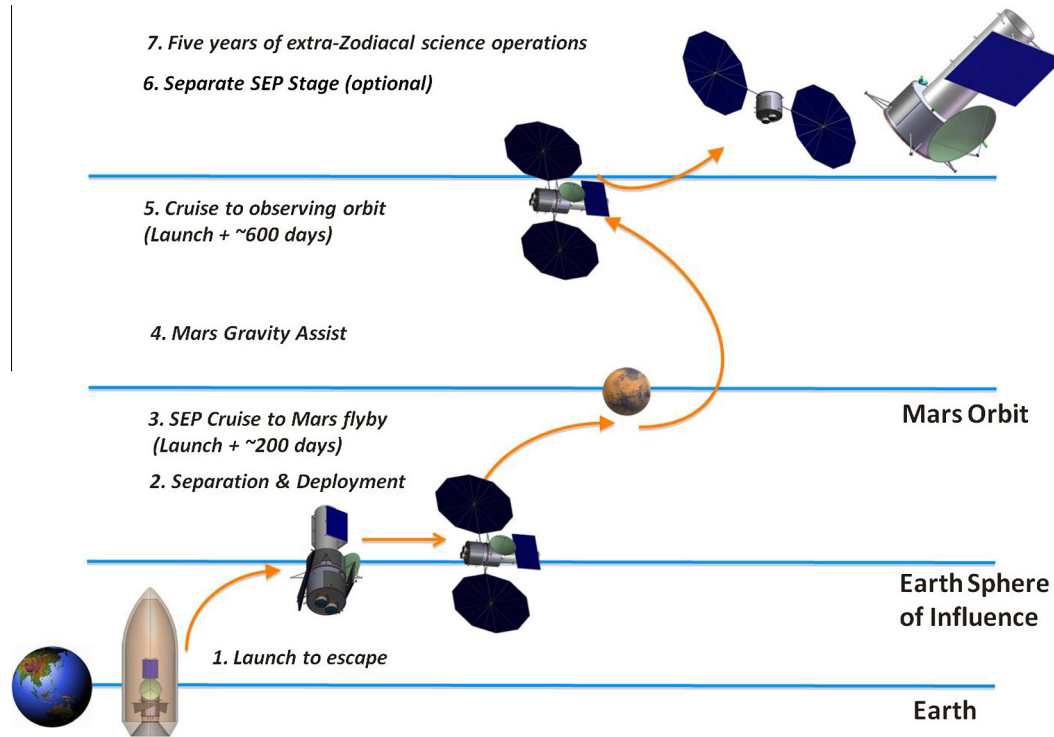 7. Five years of extra-Zodiacal science operations
6. Separate SEP Stage (optional)
5. Cruise to observing orbit
(Launch + ~600 days)
4. Mars Gravity Assist
Mars Orbit
3. SEP Cruise to Mars flyby
(Launch + ~200 days)
2. Separation & Deployment
Earth Sphere
of Influence
1. Launch to escape
Earth